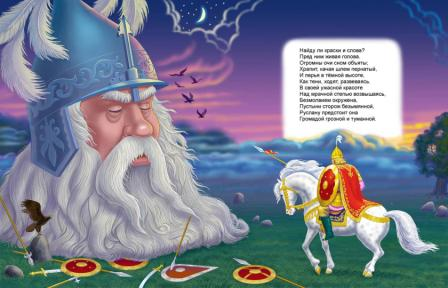 Найду ли краски и слова?
Пред ним живая голова.
Огромны очи сном объяты;
Храпит, качая шлем пернатый,
И перья в тёмной высоте,
Как тени, ходят, развеваясь.
В своей ужасной красоте
Над мрачной степью возвышаясь,
Безмолвием окружена,
Пустыни сторож безымянной,
Руслану предстоит она
Громадой грозной и туманной.